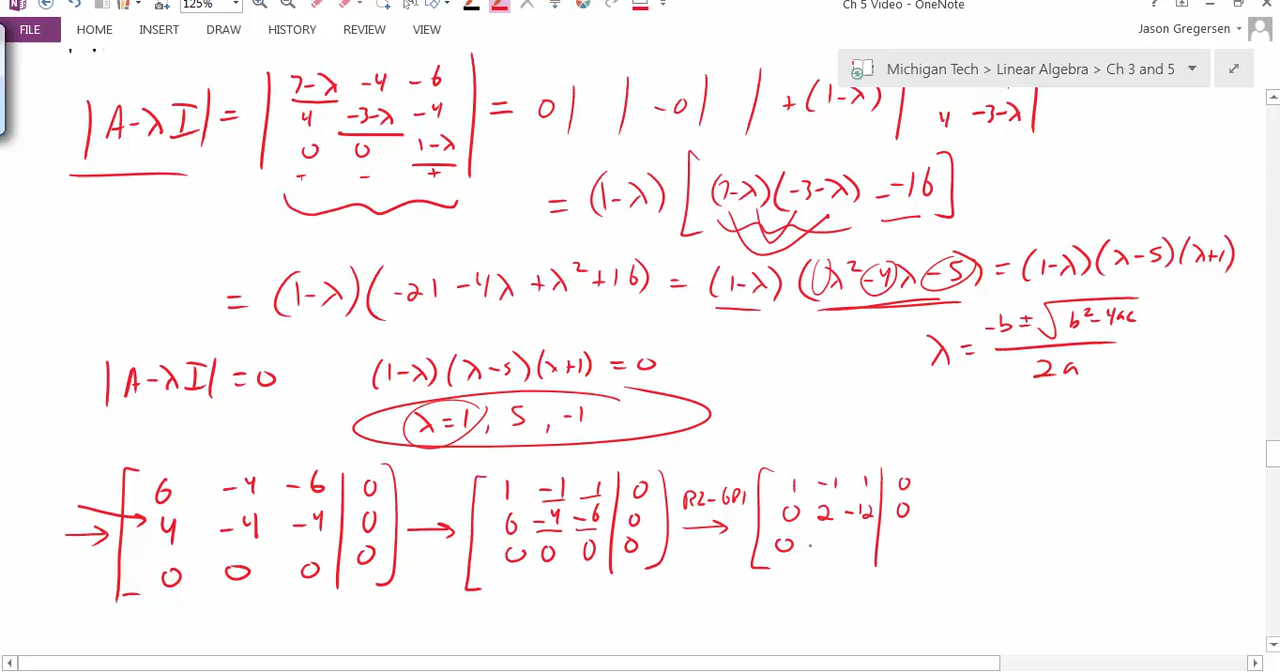 125%
Ch 5 Video - OneNote
FILE HOME INSERT DRAW HISTORY REVIEW VIEW
Jason Gregersen
Michigan Tech > Linear Algebra > Ch 3 and 5
|A-λI| = | 7-λ -4 -6 | = 0| | -0| | +(1-λ) | |
4 -3-λ -4 4 -3-λ
0 0 1-λ
+ - +
= (1-λ) [(7-λ)(-3-λ) - -16]
= (1-λ)(-21 -4λ +λ² +16) = (1-λ)(1λ² -4λ -5) = (1-λ)(λ-5)(λ+1)
λ = -b ± √b²-4ac / 2a
|A-λI| = 0 (1-λ)(λ-5)(λ+1) = 0
λ=1, 5, -1
[ 6 -4 -6 | 0 ] → [ 1 -1 -1 | 0 ] R2-6R1 → [ 1 -1 1 | 0
4 -4 -4 | 0 6 -4 -6 | 0 0 2 -12 | 0
0 0 0 | 0 0 0 0 | 0 0